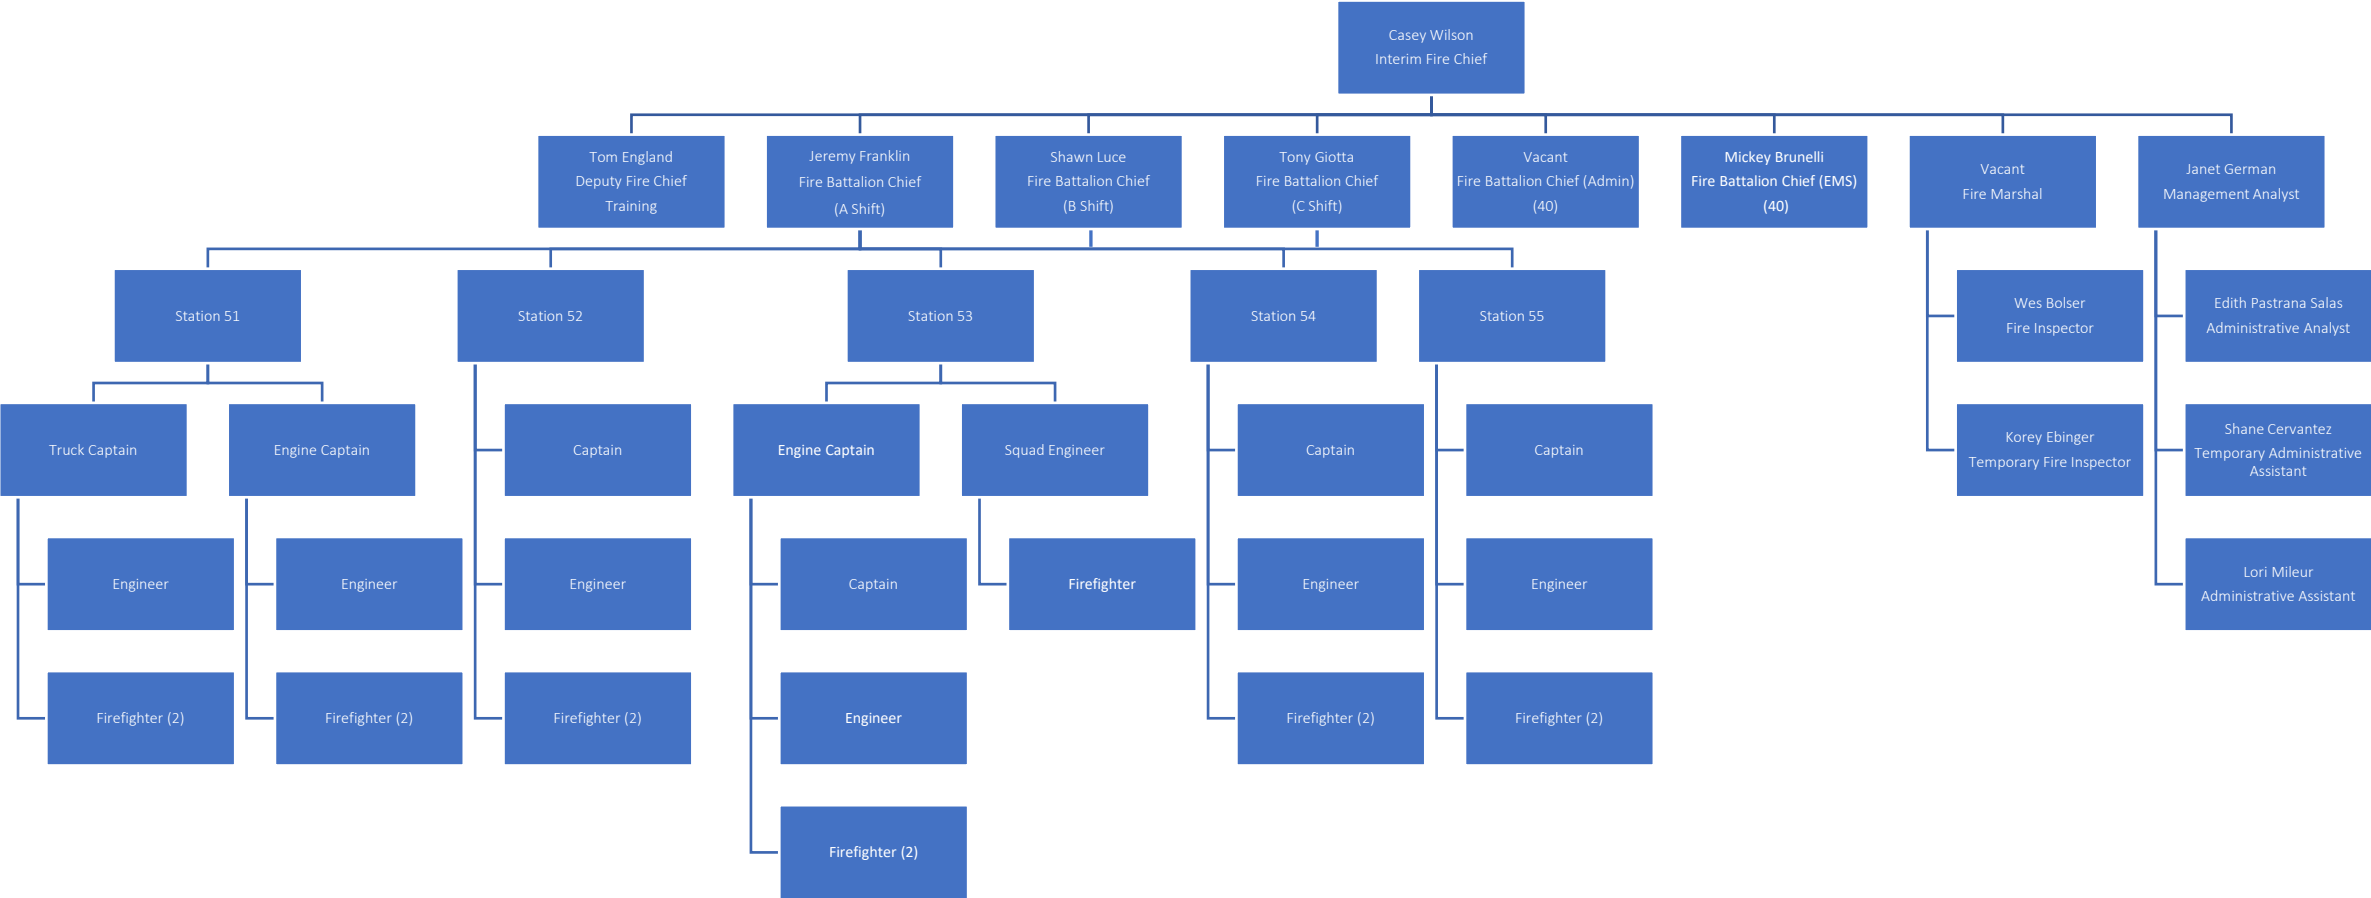 Casey Wilson
Interim Fire Chief
Tom England
Deputy Fire Chief
Training
Jeremy Franklin
Fire Battalion Chief
(A Shift)
Shawn Luce
Fire Battalion Chief
(B Shift)
Tony Giotta
Fire Battalion Chief
(C Shift)
Vacant
Fire Battalion Chief (Admin)
(40)
Mickey Brunelli
Fire Battalion Chief (EMS)
(40)
Vacant
Fire Marshal
Janet German
Management Analyst
Station 51
Station 52
Station 53
Station 54
Station 55
Wes Bolser
Fire Inspector
Edith Pastrana Salas
Administrative Analyst
Truck Captain
Engine Captain
Captain
Engine Captain
Squad Engineer
Captain
Captain
Korey Ebinger
Temporary Fire Inspector
Shane Cervantez
Temporary Administrative
Assistant
Engineer
Engineer
Engineer
Captain
Firefighter
Engineer
Engineer
Lori Mileur
Administrative Assistant
Firefighter (2)
Firefighter (2)
Firefighter (2)
Engineer
Firefighter (2)
Firefighter (2)
Firefighter (2)